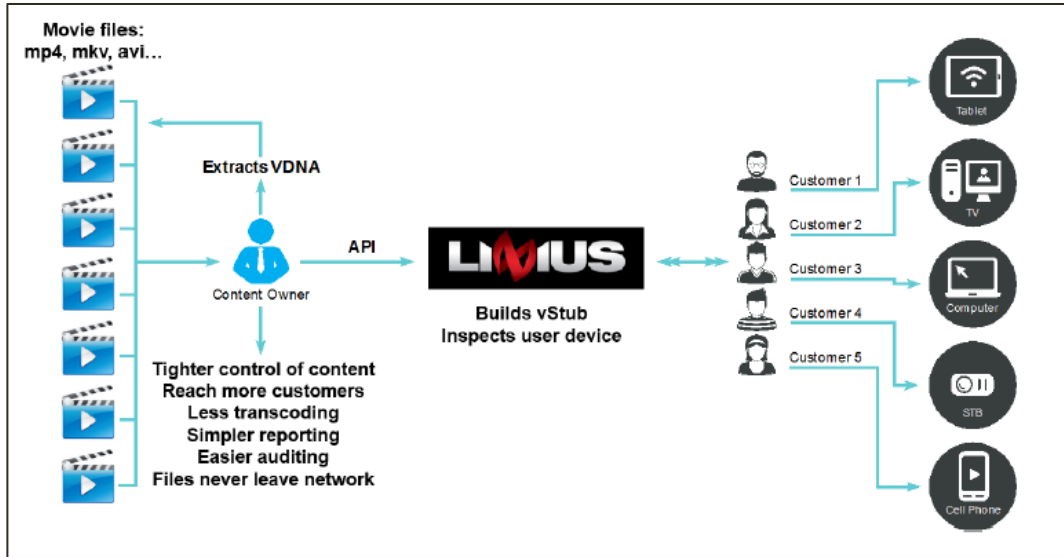 Movie files:
mp4, mkv, avi...
Extracts VDNA
Content Owner
Tighter control of content
Reach more customers
Less transcoding
Simpler reporting
Easier auditing
Files never leave network
API
LINIUS
Builds vStub
Inspects user device
Customer 1
Customer 2
Customer 3
Customer 4
Customer 5
Tablet
TV
Computer
STB
Cell Phone